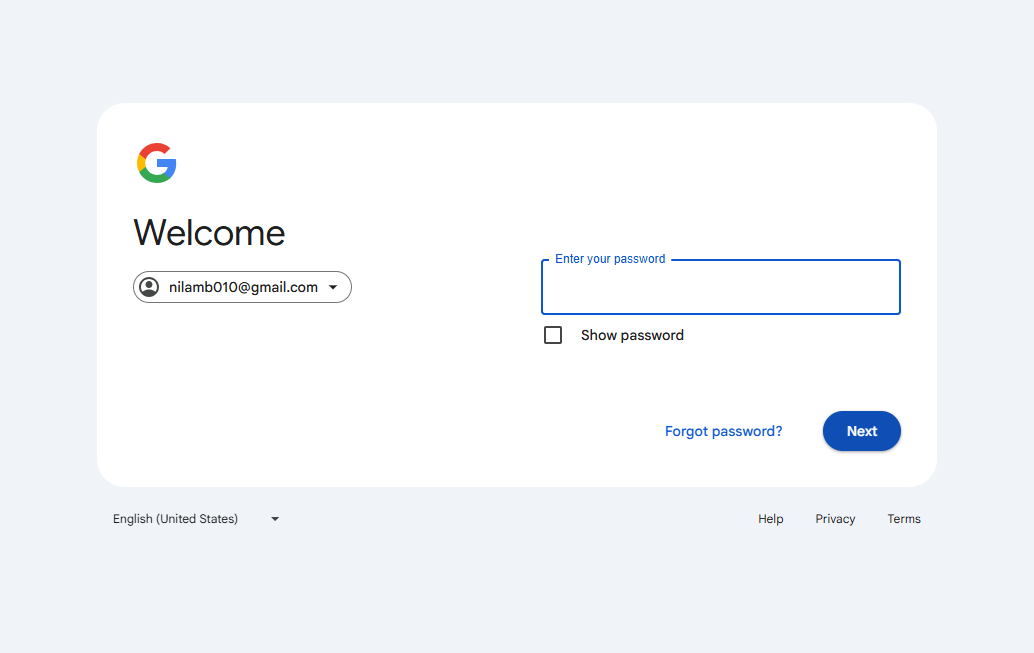 Welcome
nilamb010@gmail.com
Enter your password
Show password
Forgot password?
Next
English (United States)
Help
Privacy
Terms